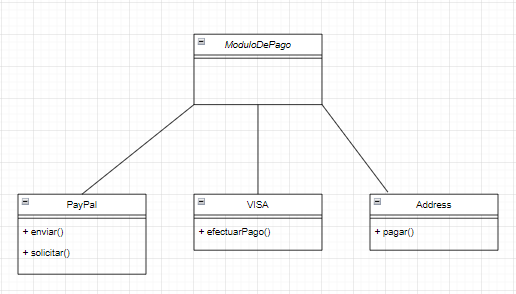 ModuloDePago
PayPal
+ enviar()
+ solicitar()
VISA
+ efectuarPago()
Address
+ pagar()